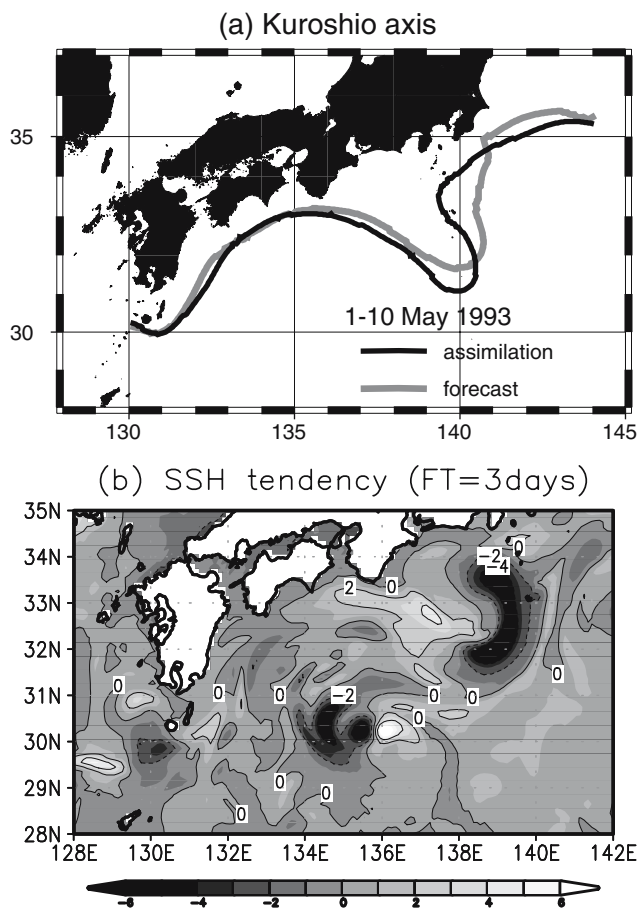 (a) Kuroshio axis
35
30
1-10 May 1993
assimilation
forecast
130 135 140 145
(b) SSH tendency (FT=3days)
35N
34N
33N
32N
31N
30N
29N
28N
-2 0
-4
2 0
0 0 0 -2 0 0 0
0
0 0
0
128E 130E 132E 134E 136E 138E 140E 142E
-6 -4 -2 0 2 4 6